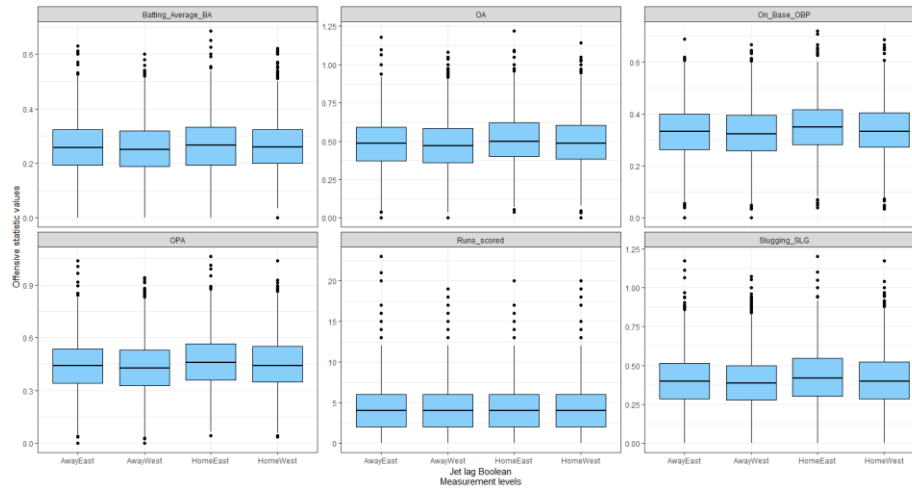 Batting_Average_BA
OA
On_Base_OBP
0.6
0.4
0.2
0.0
1.25
1.00
0.75
0.50
0.25
0.00
0.6
0.4
0.2
0.0
Offensive statistic values
OPA
Runs_scored
Slugging_SLG
0.9
0.6
0.3
0.0
20
15
10
5
0
1.25
1.00
0.75
0.50
0.25
0.00
AwayEast AwayWest HomeEast HomeWest
AwayEast AwayWest HomeEast HomeWest
AwayEast AwayWest HomeEast HomeWest
Jet lag Boolean
Measurement levels